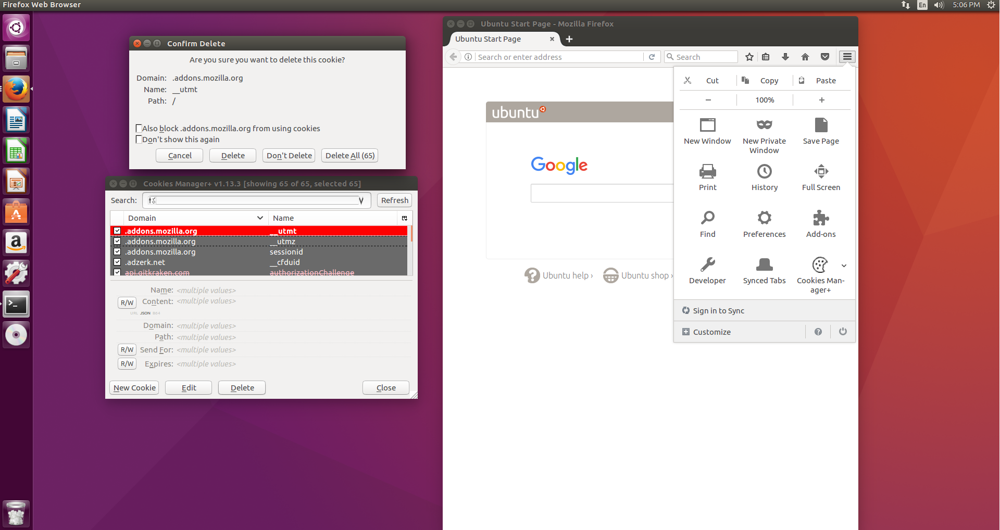 Firefox Web Browser
En
5:06 PM
Confirm Delete
Are you sure you want to delete this cookie?
Domain: .addons.mozilla.org
Name: __utmt
Path: /
Also block .addons.mozilla.org from using cookies
Don't show this again
Cancel
Delete
Don't Delete
Delete All (65)
Cookies Manager+ v1.13.3 [showing 65 of 65, selected 65]
Search:
Refresh
Domain
Name
.addons.mozilla.org __utmt
.addons.mozilla.org __utmz
.addons.mozilla.org sessionid
.adzerk.net __cfduid
api.gitkraken.com authorizationChallenge
Name: <multiple values>
R/W Content: <multiple values>
URL JSON B64
Domain: <multiple values>
Path: <multiple values>
R/W Send For: <multiple values>
R/W Expires: <multiple values>
New Cookie
Edit
Delete
Close
Ubuntu Start Page - Mozilla Firefox
Ubuntu Start Page
Search or enter address
Search
ubuntu
Google
Ubuntu help ›
Ubuntu shop ›
Cut
Copy
Paste
100%
New Window
New Private
Window
Save Page
Print
History
Full Screen
Find
Preferences
Add-ons
Developer
Synced Tabs
Cookies Man-
ager+
Sign in to Sync
Customize